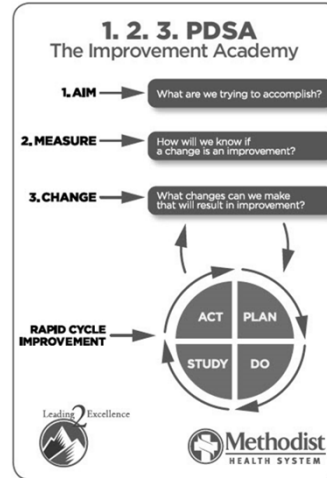 1. 2. 3. PDSA
The Improvement Academy
1. AIM
What are we trying to accomplish?
2. MEASURE
How will we know if
a change is an improvement?
3. CHANGE
What changes can we make
that will result in improvement?
RAPID CYCLE
IMPROVEMENT
ACT
PLAN
STUDY
DO
Leading 2 Excellence
Methodist
HEALTH SYSTEM